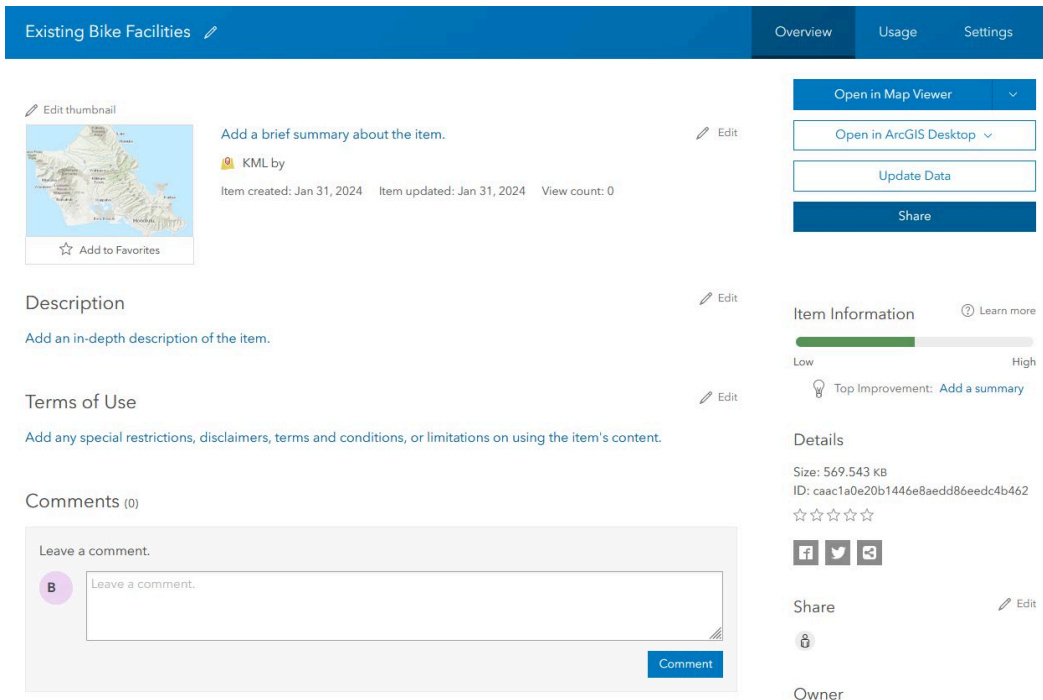 Existing Bike Facilities
Overview
Usage
Settings
Edit thumbnail
Add to Favorites
Add a brief summary about the item.
Edit
KML by
Item created: Jan 31, 2024 Item updated: Jan 31, 2024 View count: 0
Open in Map Viewer
Open in ArcGIS Desktop
Update Data
Share
Description
Edit
Add an in-depth description of the item.
Terms of Use
Edit
Add any special restrictions, disclaimers, terms and conditions, or limitations on using the item's content.
Comments (0)
Leave a comment.
B
Leave a comment.
Comment
Item Information
Learn more
Low
High
Top Improvement: Add a summary
Details
Size: 569.543 KB
ID: caac1a0e20b1446e8aedd86eedc4b462
Share
Edit
Owner